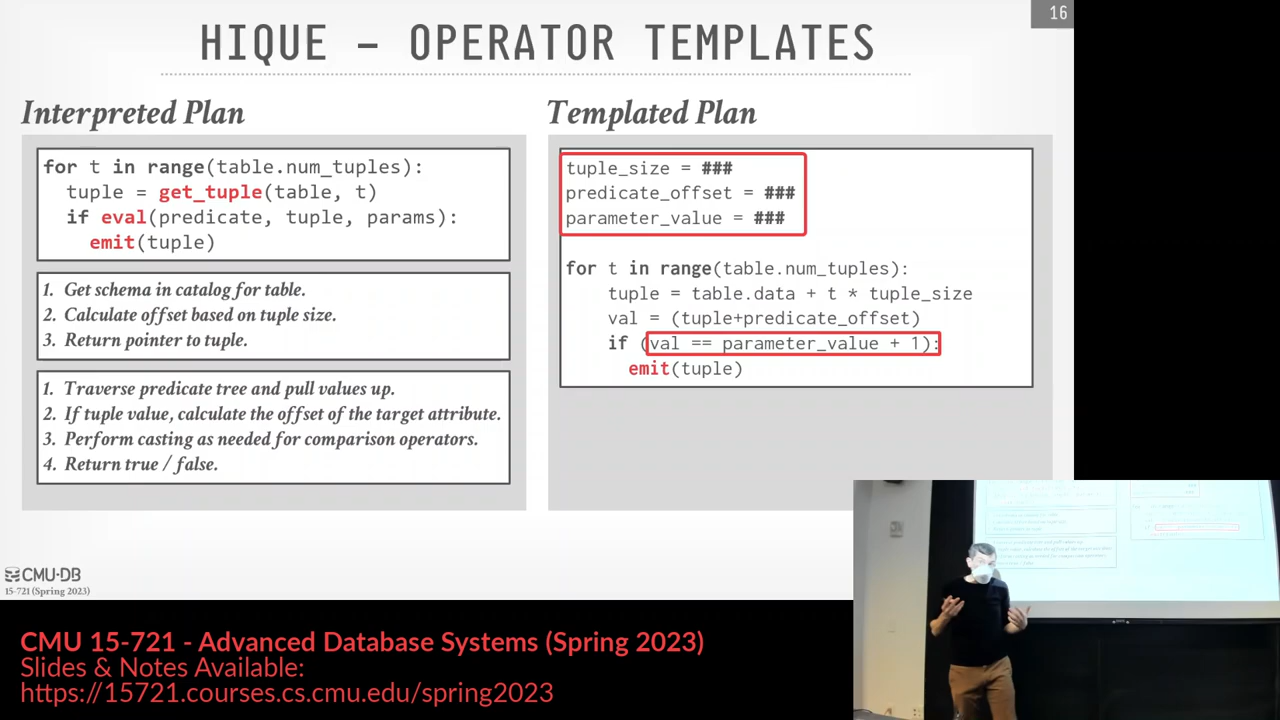 16
HIQUE – OPERATOR TEMPLATES
Interpreted Plan
for t in range(table.num_tuples):
tuple = get_tuple(table, t)
if eval(predicate, tuple, params):
emit(tuple)
1. Get schema in catalog for table.
2. Calculate offset based on tuple size.
3. Return pointer to tuple.
1. Traverse predicate tree and pull values up.
2. If tuple value, calculate the offset of the target attribute.
3. Perform casting as needed for comparison operators.
4. Return true / false.
Templated Plan
tuple_size = ###
predicate_offset = ###
parameter_value = ###
for t in range(table.num_tuples):
tuple = table.data + t * tuple_size
val = (tuple+predicate_offset)
if (val == parameter_value + 1):
emit(tuple)
CMU·DB
15-721 (Spring 2023)
CMU 15-721 - Advanced Database Systems (Spring 2023)
Slides & Notes Available:
https://15721.courses.cs.cmu.edu/spring2023